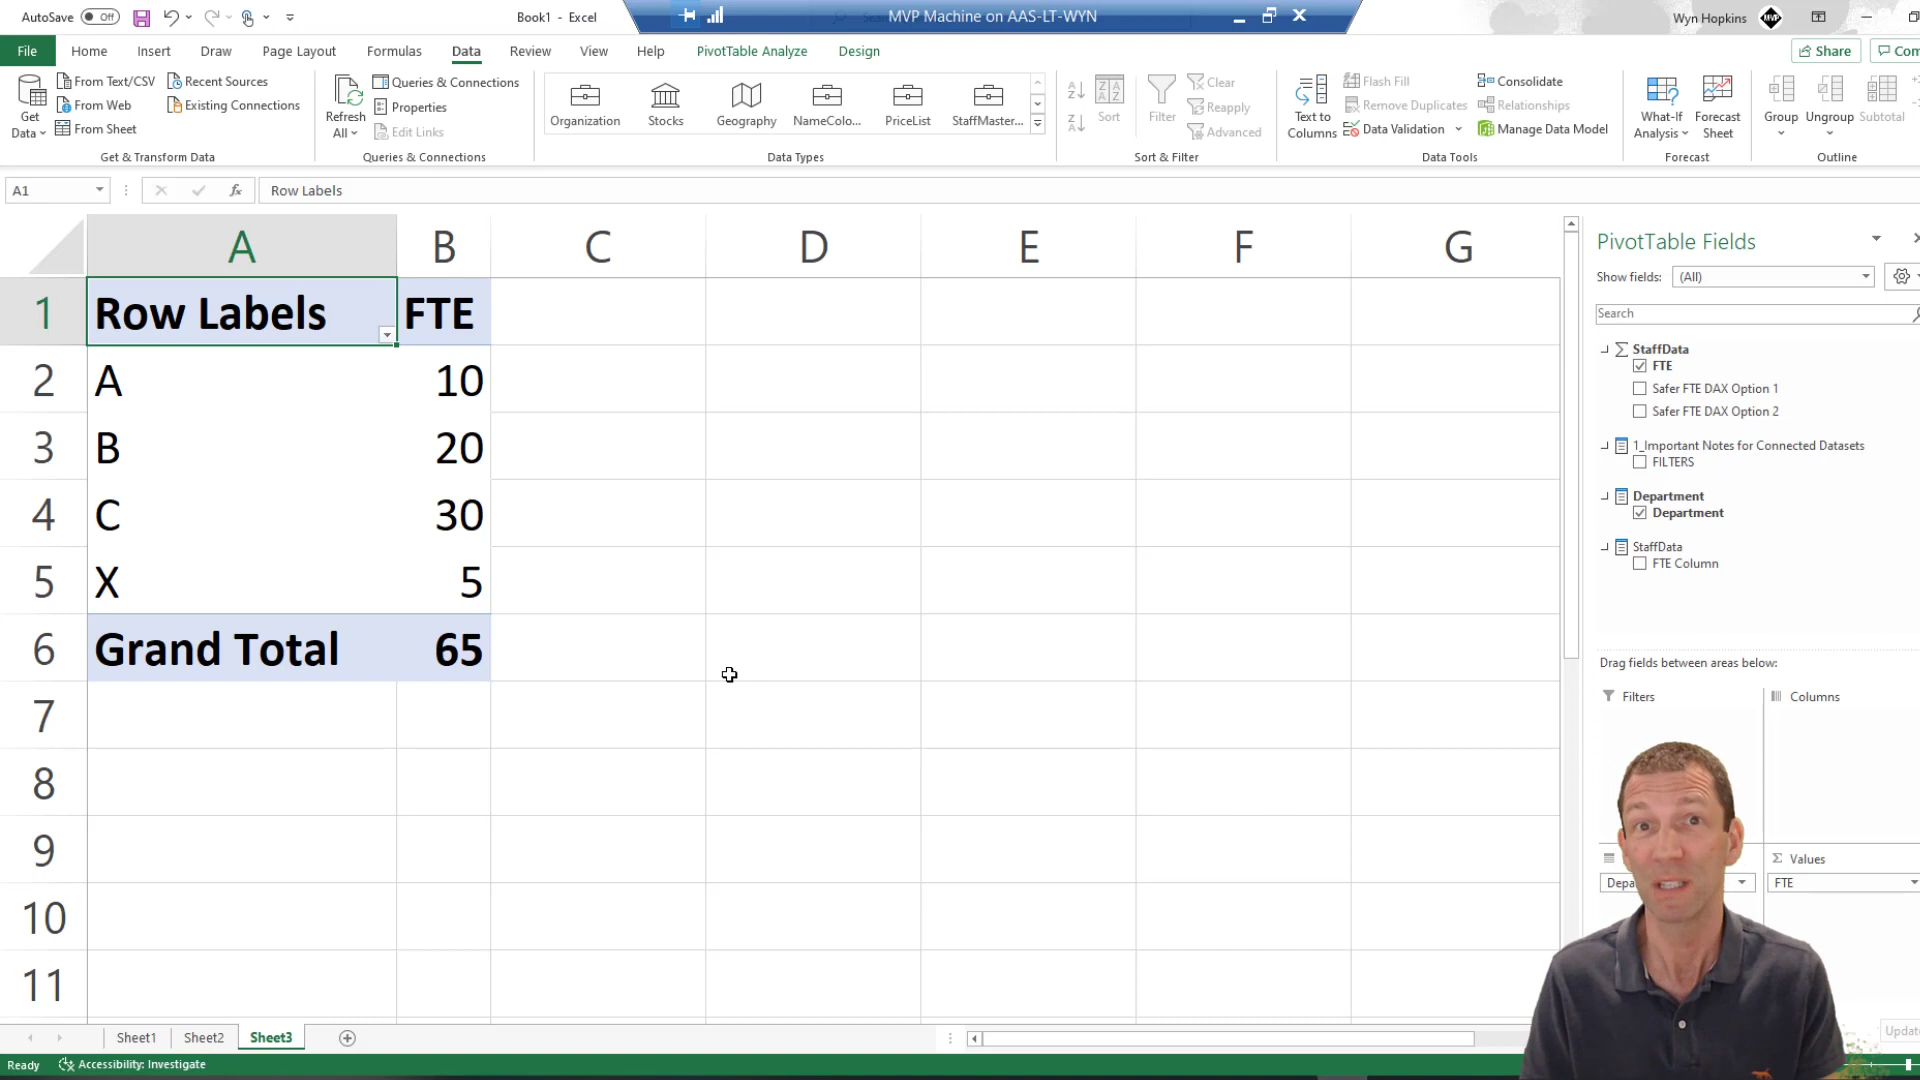 AutoSave Off Book1 - Excel MVP Machine on AAS-LT-WYN Wyn Hopkins MVP
File Home Insert Draw Page Layout Formulas Data Review View Help PivotTable Analyze Design Share
Get Data From Text/CSV From Web From Sheet Recent Sources Existing Connections
Get & Transform Data
Refresh All Queries & Connections Properties Edit Links
Queries & Connections
Organization Stocks Geography NameColo... PriceList StaffMaster...
Data Types
Sort Filter Clear Reapply Advanced
Sort & Filter
Text to Columns Flash Fill Remove Duplicates Data Validation Consolidate Relationships Manage Data Model
Data Tools
What-If Analysis Forecast Sheet
Forecast
Group Ungroup Subtotal
Outline
A1 fx Row Labels
A B C D E F G
1 Row Labels FTE
2 A 10
3 B 20
4 C 30
5 X 5
6 Grand Total 65
7
8
9
10
11
PivotTable Fields
Show fields: (All)
Search
StaffData
FTE
Safer FTE DAX Option 1
Safer FTE DAX Option 2
1_Important Notes for Connected Datasets
FILTERS
Department
Department
StaffData
FTE Column
Drag fields between areas below:
Filters Columns
Values
FTE
Sheet1 Sheet2 Sheet3
Ready Accessibility: Investigate